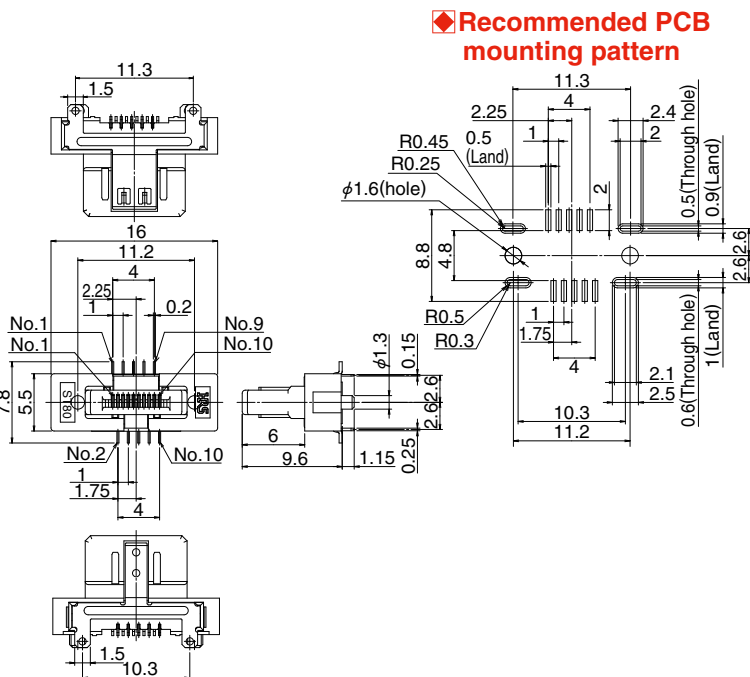 ◆Recommended PCB
mounting pattern
11.3
1.5
16
11.2
4
2.25
1
0.2
No.1
No.9
No.1
No.10
7.8
5.5
ST80
No.2
No.10
1
1.75
4
φ1.3
0.15
2.6
2.6
6
9.6
1.15
0.25
1.5
10.3
11.3
2.25
4
2.4
1
0.5
(Land)
2
R0.45
R0.25
φ1.6(hole)
2
0.5(Through hole)
0.9(Land)
8.8
4.8
2.6
2.6
R0.5
R0.3
1
1.75
4
2.1
2.5
0.6(Through hole)
1(Land)
10.3
11.2